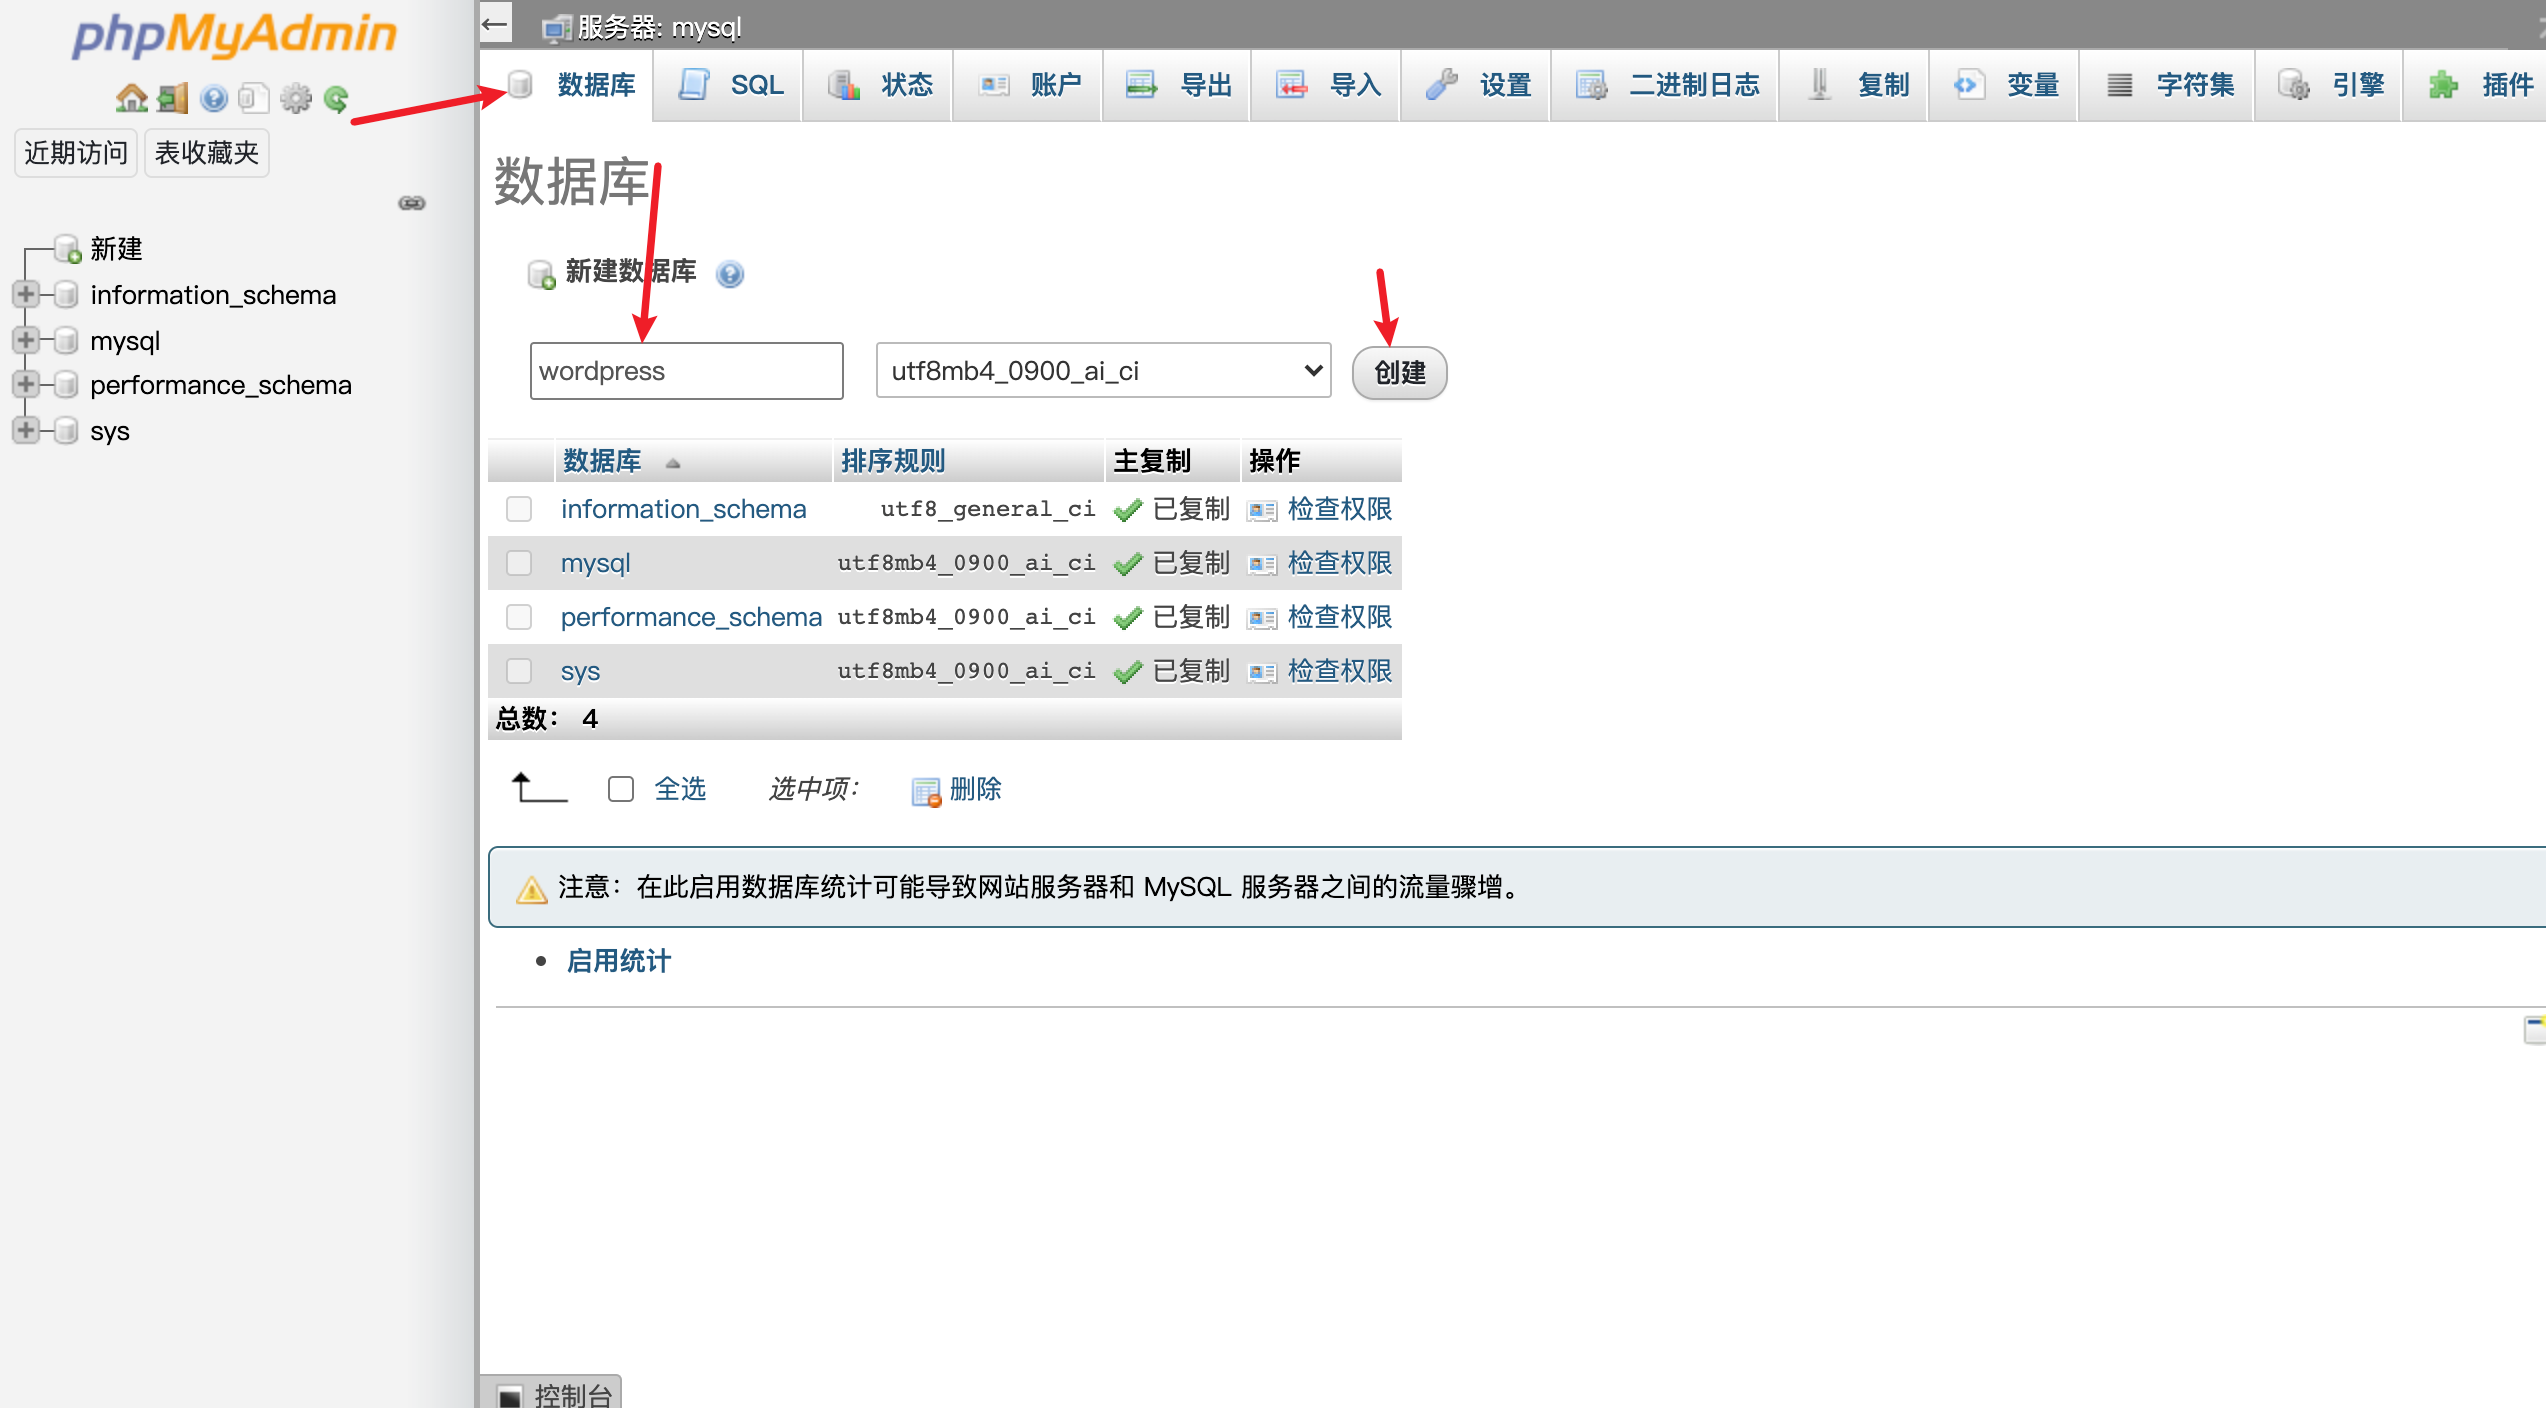 phpMyAdmin
近期访问 表收藏夹
新建
information_schema
mysql
performance_schema
sys
服务器: mysql
数据库 SQL 状态 账户 导出 导入 设置 二进制日志 复制 变量 字符集 引擎 插件
数据库
新建数据库
wordpress utf8mb4_0900_ai_ci 创建
数据库 排序规则 主复制 操作
information_schema utf8_general_ci 已复制 检查权限
mysql utf8mb4_0900_ai_ci 已复制 检查权限
performance_schema utf8mb4_0900_ai_ci 已复制 检查权限
sys utf8mb4_0900_ai_ci 已复制 检查权限
总数： 4
全选 选中项： 删除
注意：在此启用数据库统计可能导致网站服务器和 MySQL 服务器之间的流量骤增。
启用统计
控制台